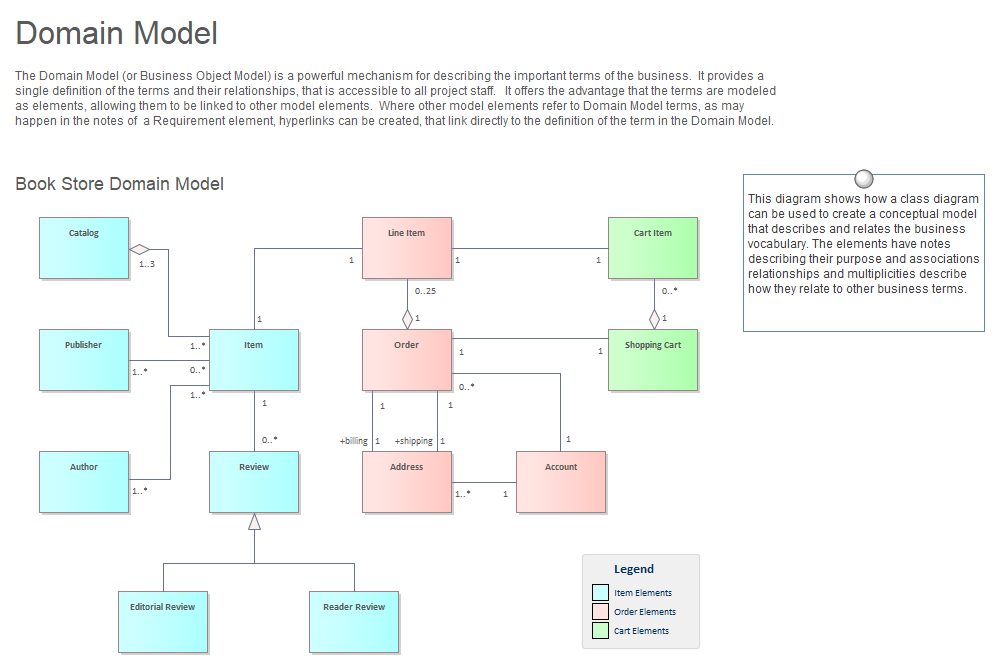 Domain Model
The Domain Model (or Business Object Model) is a powerful mechanism for describing the important terms of the business.  It provides a
single definition of the terms and their relationships, that is accessible to all project staff.   It offers the advantage that the terms are modeled
as elements, allowing them to be linked to other model elements.  Where other model elements refer to Domain Model terms, as may
happen in the notes of  a Requirement element, hyperlinks can be created, that link directly to the definition of the term in the Domain Model.
Book Store Domain Model
This diagram shows how a class diagram
can be used to create a conceptual model
that describes and relates the business
vocabulary. The elements have notes
describing their purpose and associations
relationships and multiplicities describe
how they relate to other business terms.
Catalog
Line Item
Cart Item
1..3
1
1
1
0..25
0..*
1
1
1
Publisher
Item
Order
Shopping Cart
1..*
1
1
1..*
0..*
0..*
1..*
1
1
1
0..*
+billing
1
+shipping
1
1
Author
Review
Address
Account
1..*
1..*
1
Editorial Review
Reader Review
Legend
Item Elements
Order Elements
Cart Elements